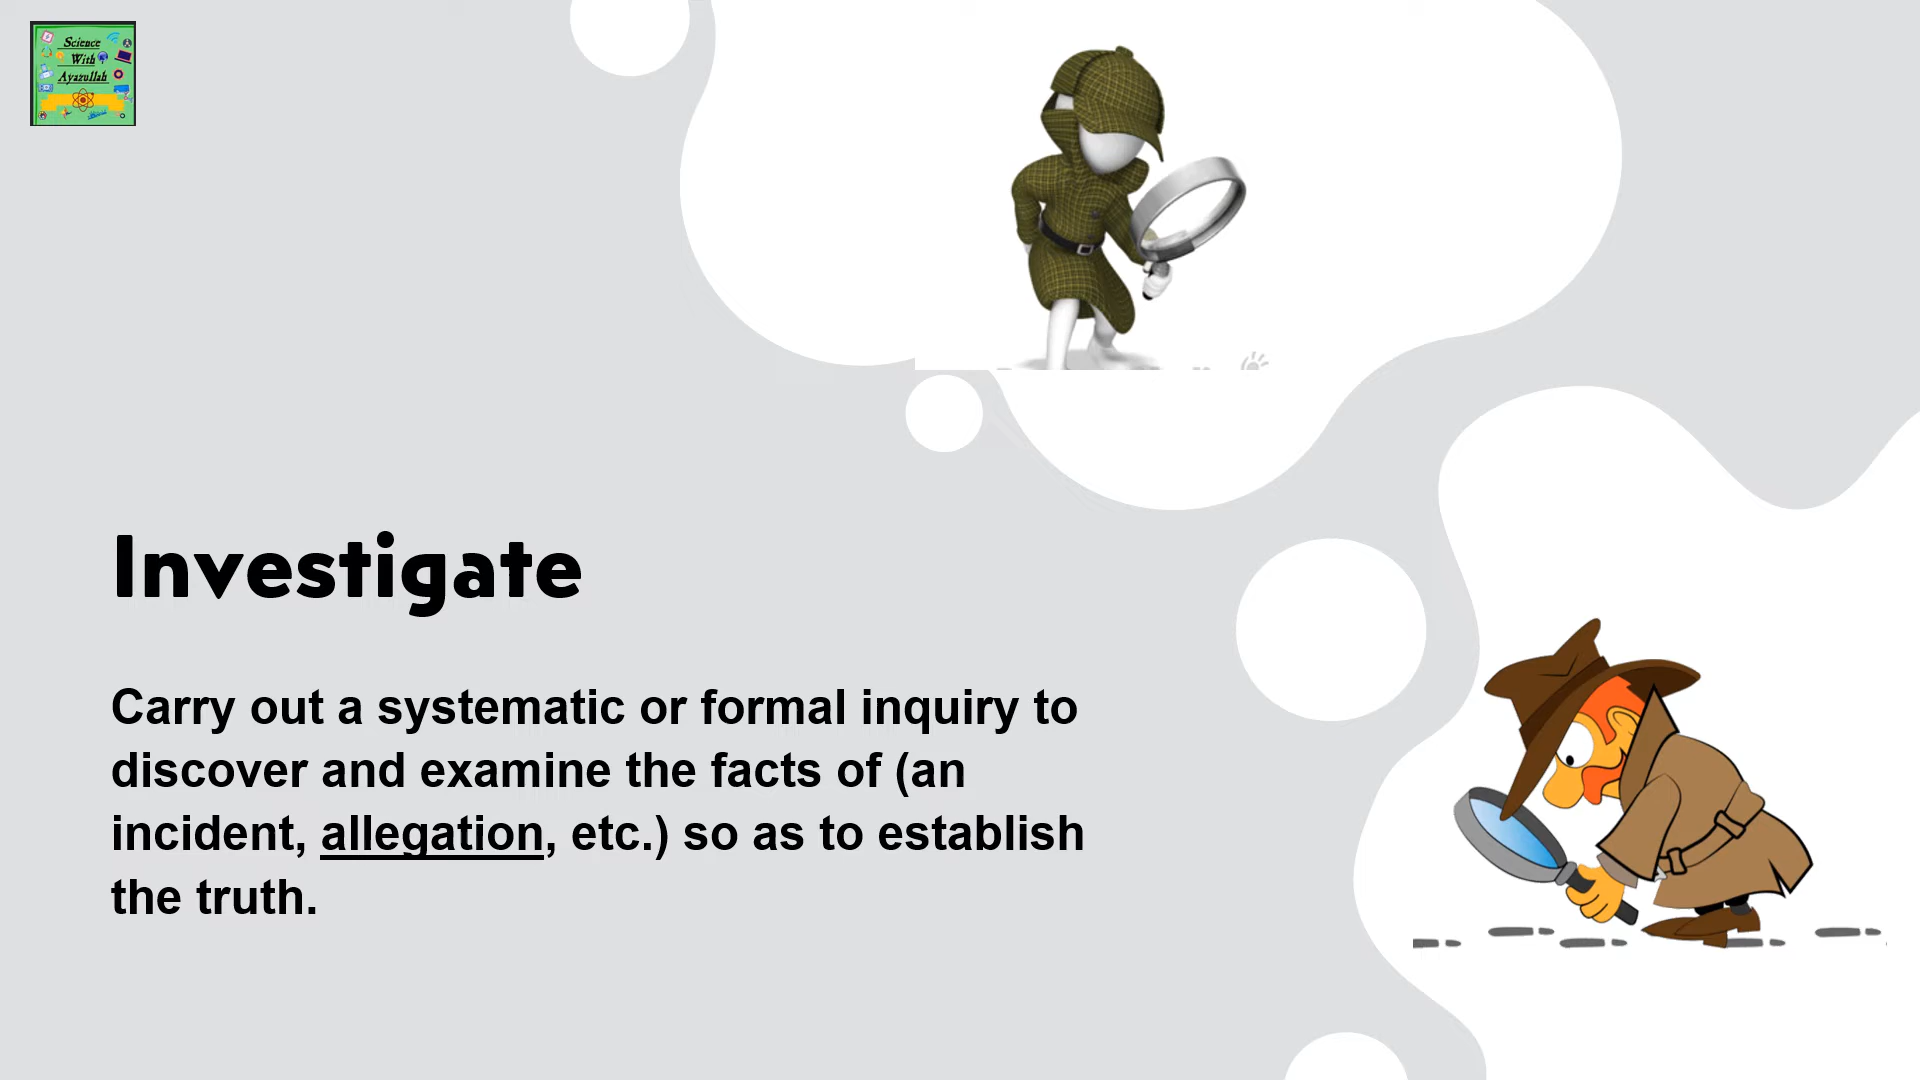 Science
With
Ayazullah
Investigate
Carry out a systematic or formal inquiry to
discover and examine the facts of (an
incident, allegation, etc.) so as to establish
the truth.